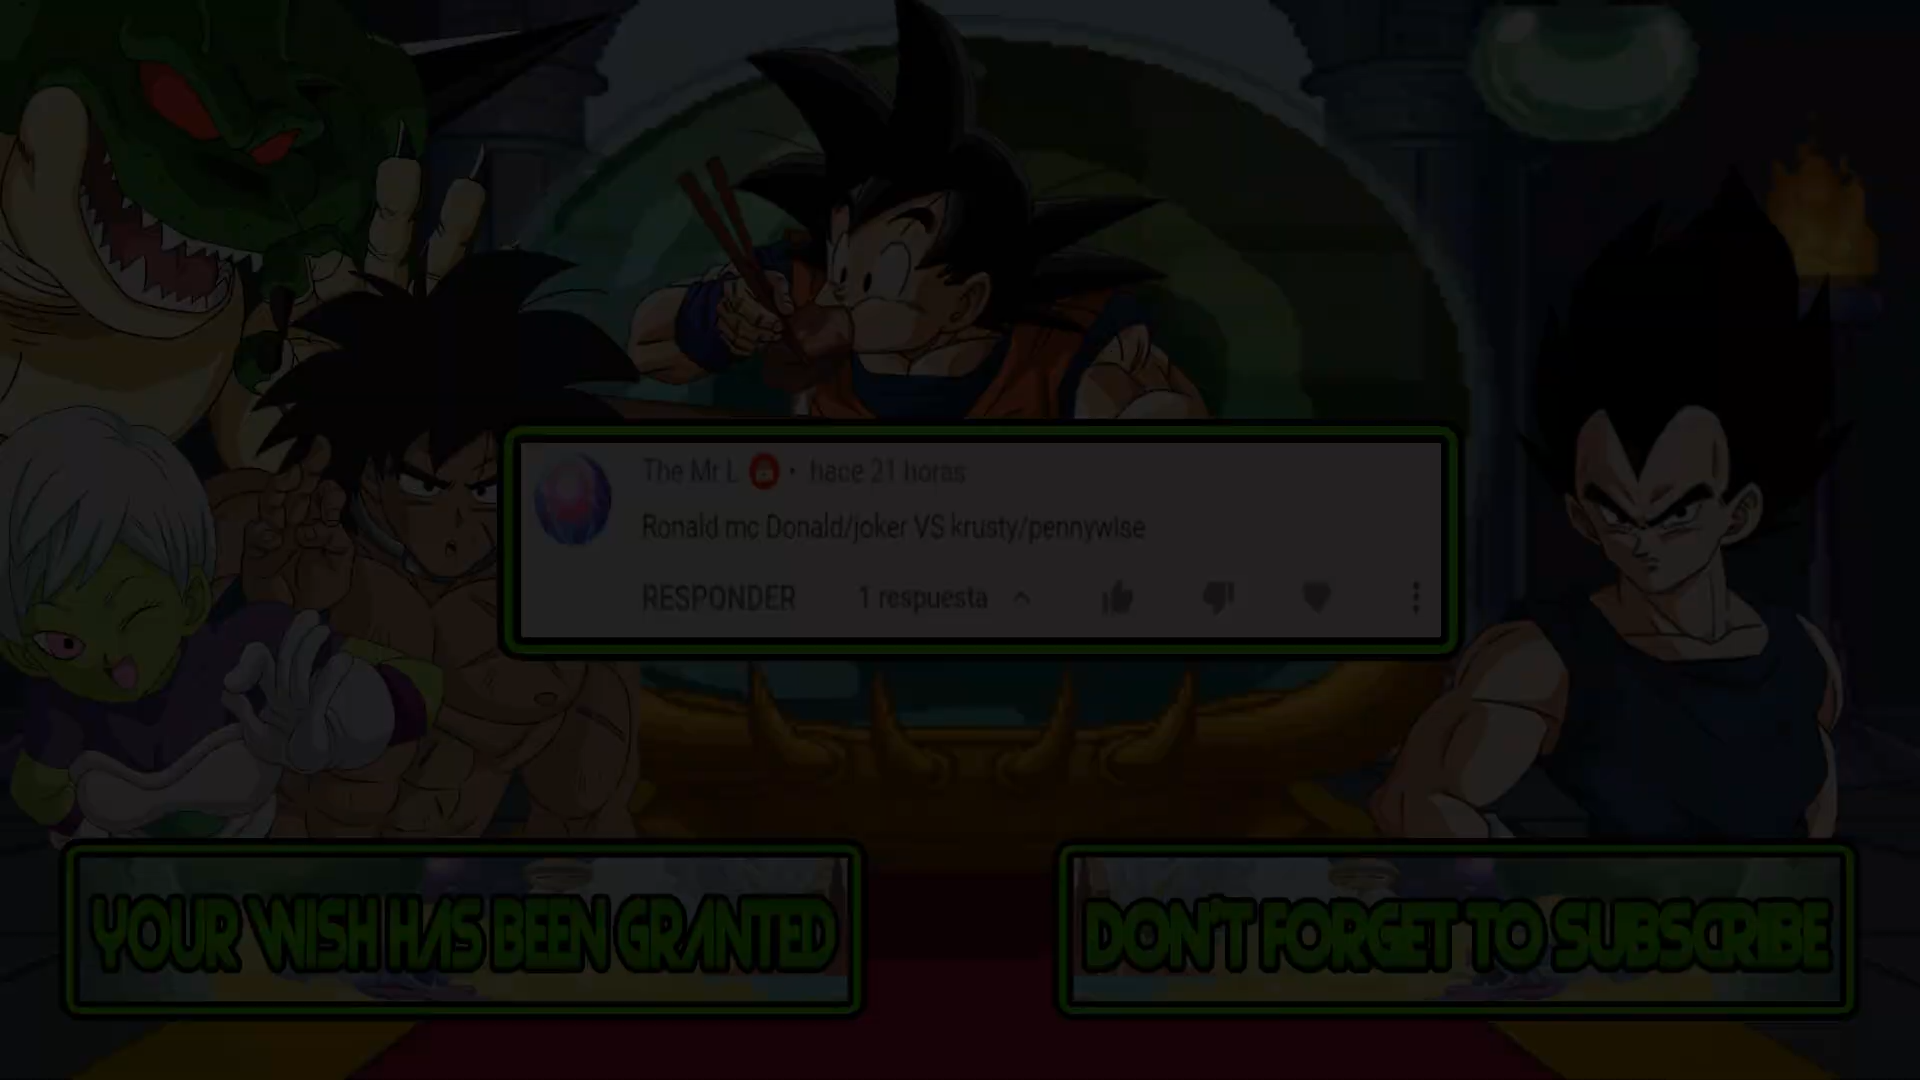 The Mr L • hace 21 horas
Ronald mc Donald/joker VS krusty/pennywise
RESPONDER 1 respuesta
YOUR WISH HAS BEEN GRANTED
DON'T FORGET TO SUBSCRIBE